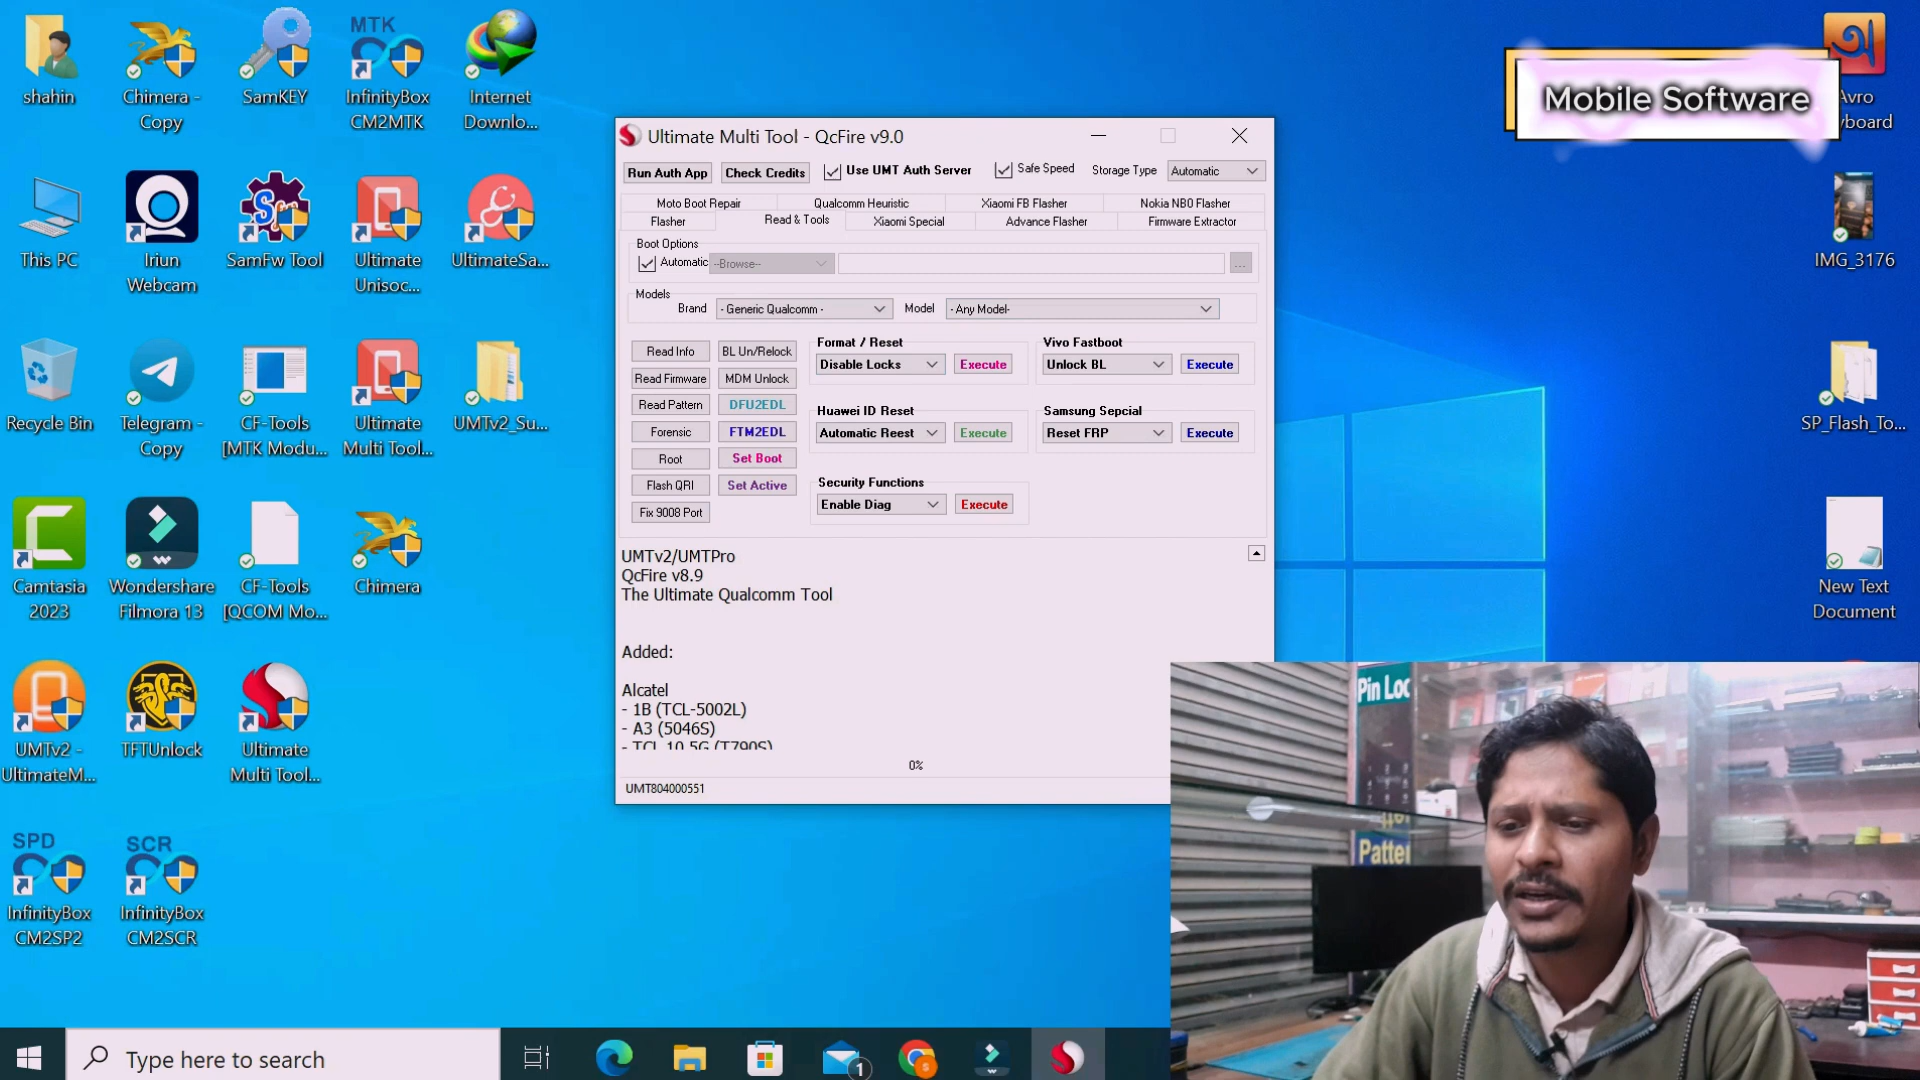 shahin
Chimera -
Copy
SamKEY
MTK
InfinityBox
CM2MTK
Internet
Downlo...
This PC
Iriun
Webcam
SamFw Tool
Ultimate
Unisoc...
UltimateSa...
Recycle Bin
Telegram -
Copy
CF-Tools
[MTK Modu...
Ultimate
Multi Tool...
UMTv2_Su...
Camtasia
2023
Wondershare
Filmora 13
CF-Tools
[QCOM Mo...
Chimera
UMTv2 -
UltimateM...
TFTUnlock
Ultimate
Multi Tool...
SPD
InfinityBox
CM2SP2
SCR
InfinityBox
CM2SCR
Ultimate Multi Tool - QcFire v9.0
Run Auth App
Check Credits
Use UMT Auth Server
Safe Speed
Storage Type
Automatic
Moto Boot Repair
Qualcomm Heuristic
Xiaomi FB Flasher
Nokia NB0 Flasher
Flasher
Read & Tools
Xiaomi Special
Advance Flasher
Firmware Extractor
Boot Options
Automatic
--Browse--
...
Models
Brand
- Generic Qualcomm -
Model
- Any Model-
Read Info
BL Un/Relock
Read Firmware
MDM Unlock
Read Pattern
DFU2EDL
Forensic
FTM2EDL
Root
Set Boot
Flash QRI
Set Active
Fix 9008 Port
Format / Reset
Disable Locks
Execute
Vivo Fastboot
Unlock BL
Execute
Huawei ID Reset
Automatic Reest
Execute
Samsung Sepcial
Reset FRP
Execute
Security Functions
Enable Diag
Execute
UMTv2/UMTPro
QcFire v8.9
The Ultimate Qualcomm Tool
Added:
Alcatel
- 1B (TCL-5002L)
- A3 (5046S)
- TCL 10 5G (T790S)
0%
UMT804000551
Mobile Software
অ
Avro
yboard
IMG_3176
SP_Flash_To...
New Text
Document
Pin Loc
Patter
Type here to search
1